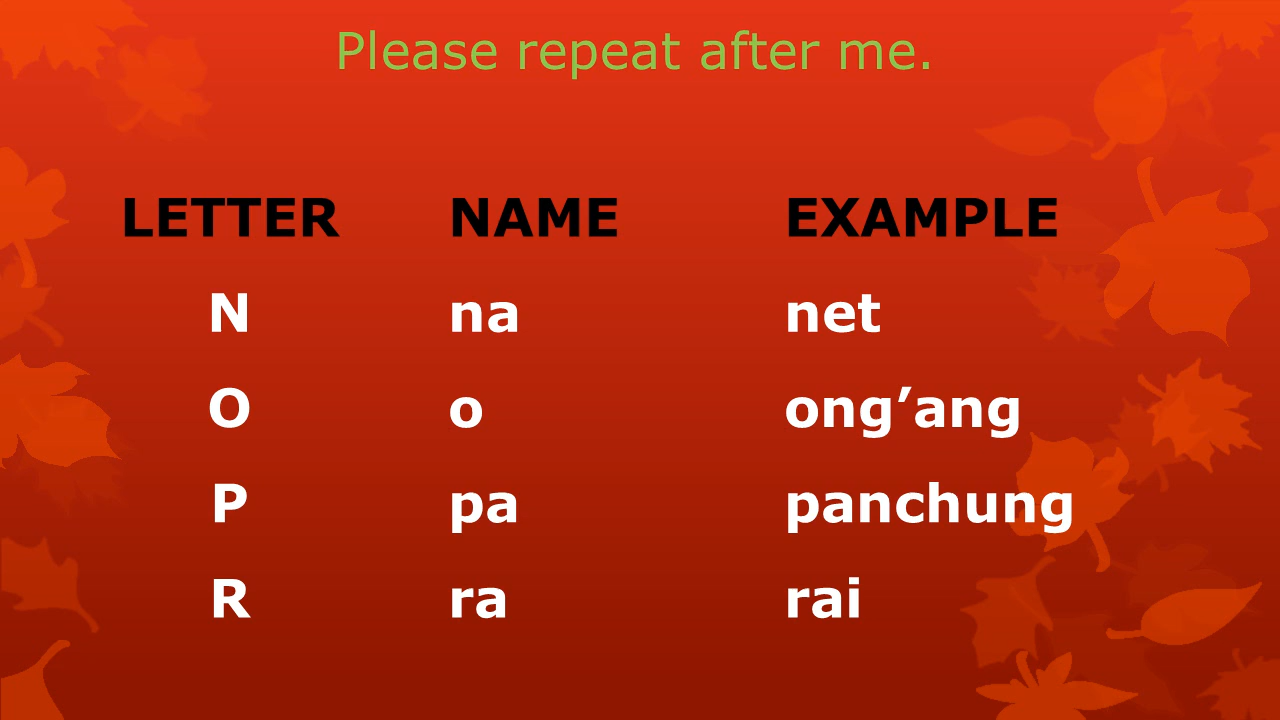 Please repeat after me.
LETTER NAME EXAMPLE
N na net
O o ong’ang
P pa panchung
R ra rai